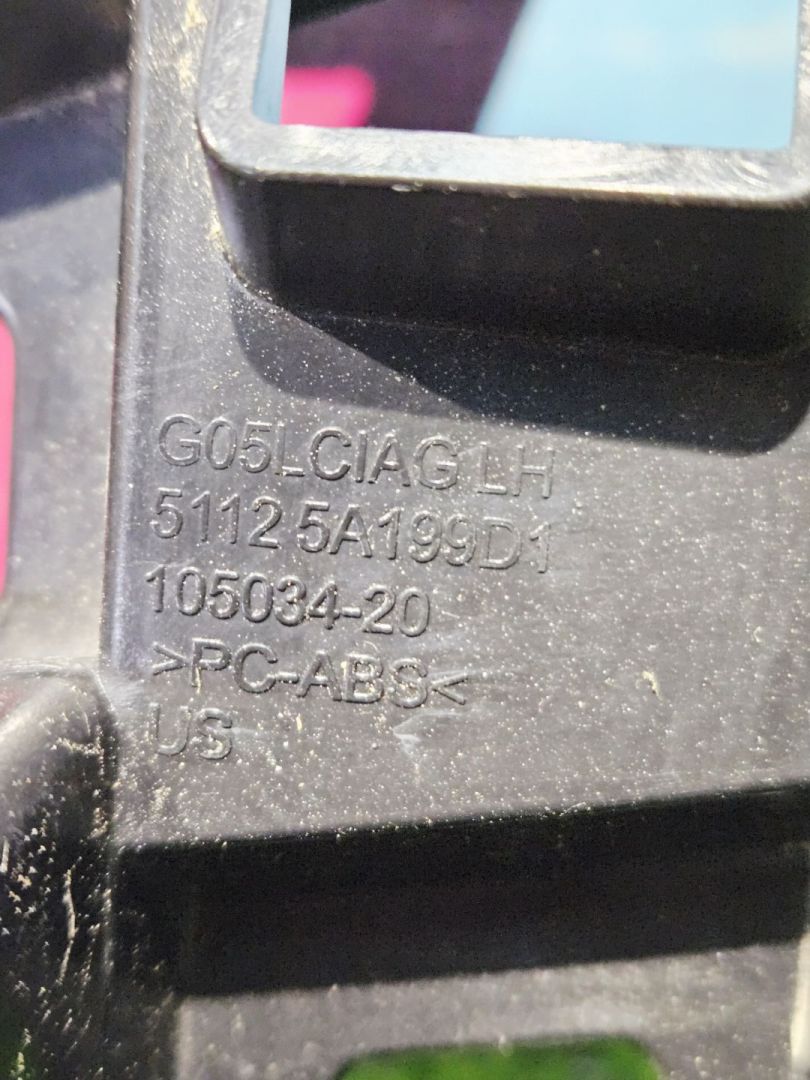 G05LCIAG LH
5112 5A199D1
105034-20
>PC-ABS<
US